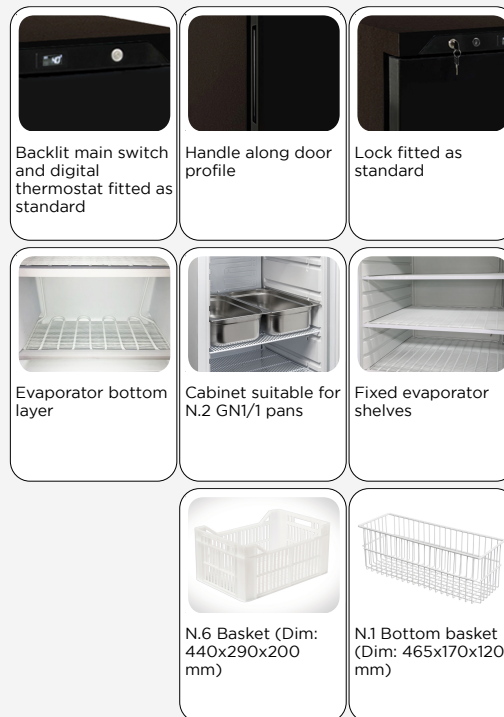 Backlit main switch
and digital
thermostat fitted as
standard
Handle along door
profile
Lock fitted as
standard
Evaporator bottom
layer
Cabinet suitable for
N.2 GN1/1 pans
Fixed evaporator
shelves
N.6 Basket (Dim:
440x290x200
mm)
N.1 Bottom basket
(Dim: 465x170x120
mm)